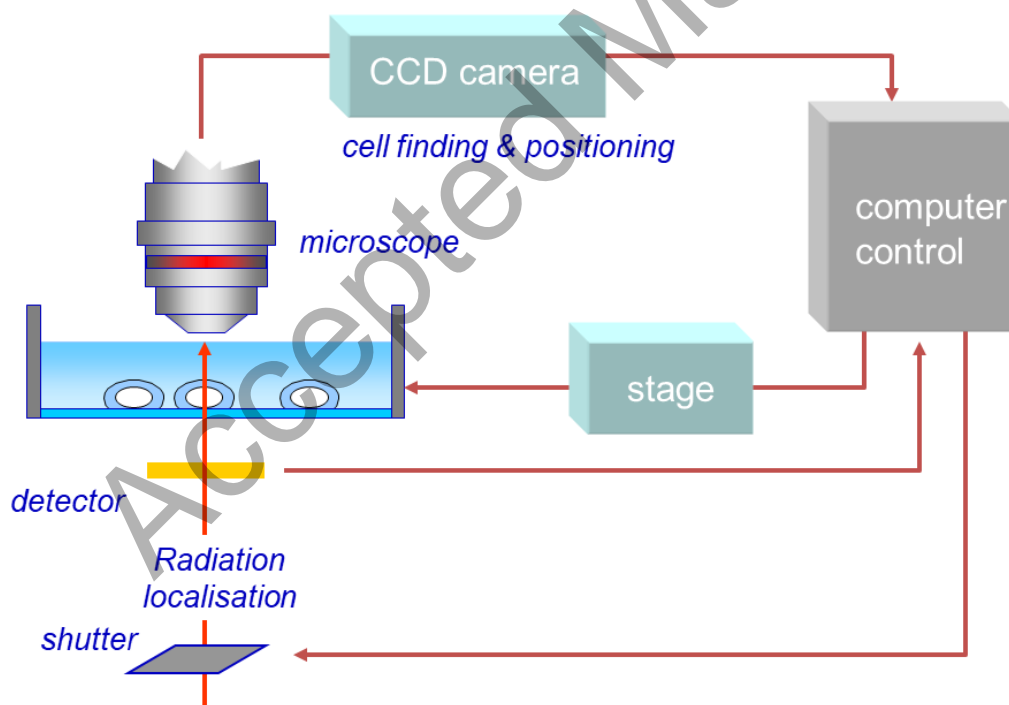 CCD camera
cell finding & positioning
computer
control
microscope
stage
detector
Radiation
localisation
shutter
Accepted M